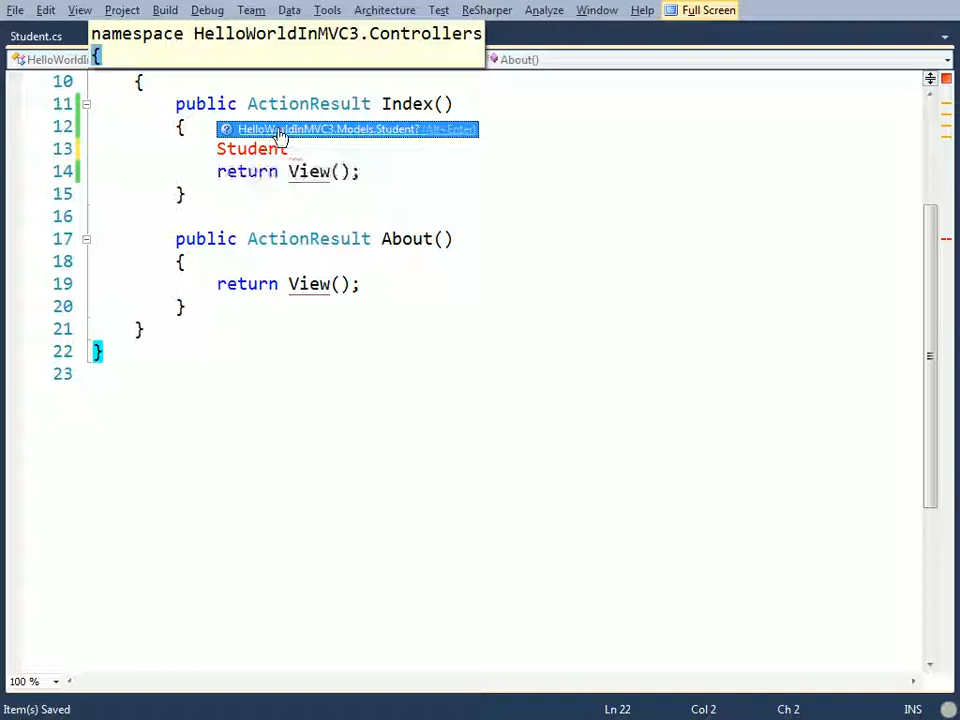 File Edit View Project Build Debug Team Data Tools Architecture Test ReSharper Analyze Window Help Full Screen
Student.cs
namespace HelloWorldInMVC3.Controllers
{
About()
10 {
11 public ActionResult Index()
12 {
HelloWorldInMVC3.Models.Student? (Alt+Enter)
13 Student
14 return View();
15 }
16
17 public ActionResult About()
18 {
19 return View();
20 }
21 }
22 }
23
100 %
Item(s) Saved Ln 22 Col 2 Ch 2 INS